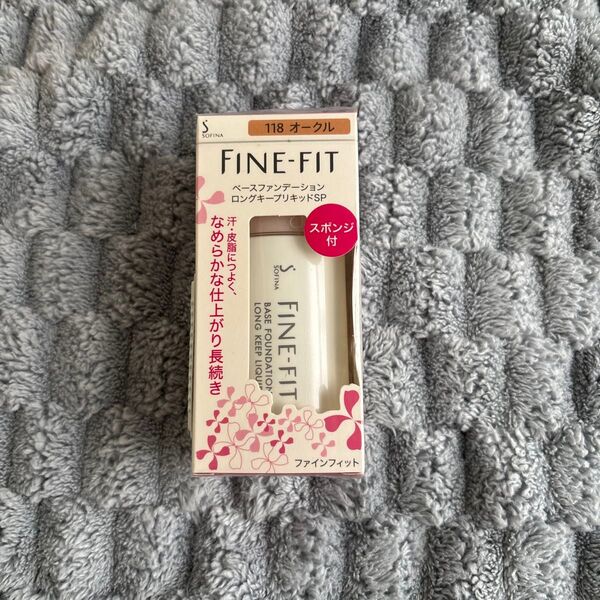 SOFINA
118 オークル
FINE-FIT
ベースファンデーション
ロングキープリキッドSP
スポンジ
付
汗・皮脂につよく、
なめらかな仕上がり長続き
SOFINA
FINE-FIT
BASE FOUNDATION
LONG KEEP LIQUI
ファインフィット